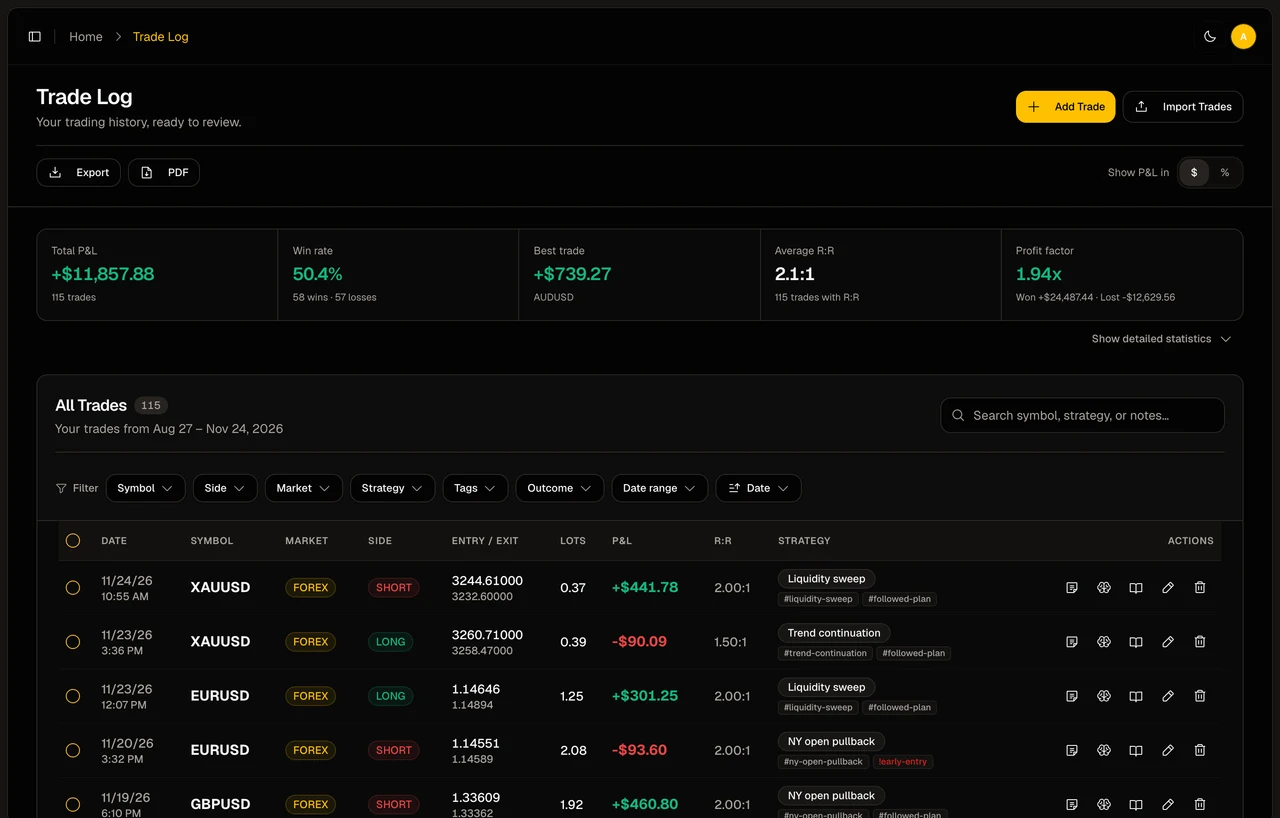 Home > Trade Log
A
Trade Log
Your trading history, ready to review.
Add Trade
Import Trades
Export
PDF
Show P&L in
$
%
Total P&L
+$11,857.88
115 trades
Win rate
50.4%
58 wins · 57 losses
Best trade
+$739.27
AUDUSD
Average R:R
2.1:1
115 trades with R:R
Profit factor
1.94x
Won +$24,487.44 · Lost -$12,629.56
Show detailed statistics
All Trades 115
Your trades from Aug 27 – Nov 24, 2026
Search symbol, strategy, or notes...
Filter Symbol Side Market Strategy Tags Outcome Date range Date
DATE SYMBOL MARKET SIDE ENTRY / EXIT LOTS P&L R:R STRATEGY ACTIONS
11/24/26
10:55 AM
XAUUSD
FOREX
SHORT
3244.61000
3232.60000
0.37
+$441.78
2.00:1
Liquidity sweep
#liquidity-sweep #followed-plan
11/23/26
3:36 PM
XAUUSD
FOREX
LONG
3260.71000
3258.47000
0.39
-$90.09
1.50:1
Trend continuation
#trend-continuation #followed-plan
11/23/26
12:07 PM
EURUSD
FOREX
LONG
1.14646
1.14894
1.25
+$301.25
2.00:1
Liquidity sweep
#liquidity-sweep #followed-plan
11/20/26
3:32 PM
EURUSD
FOREX
SHORT
1.14551
1.14589
2.08
-$93.60
2.00:1
NY open pullback
#ny-open-pullback !early-entry
11/19/26
6:10 PM
GBPUSD
FOREX
SHORT
1.33609
1.33362
1.92
+$460.80
2.00:1
NY open pullback
#ny-open-pullback #followed-plan